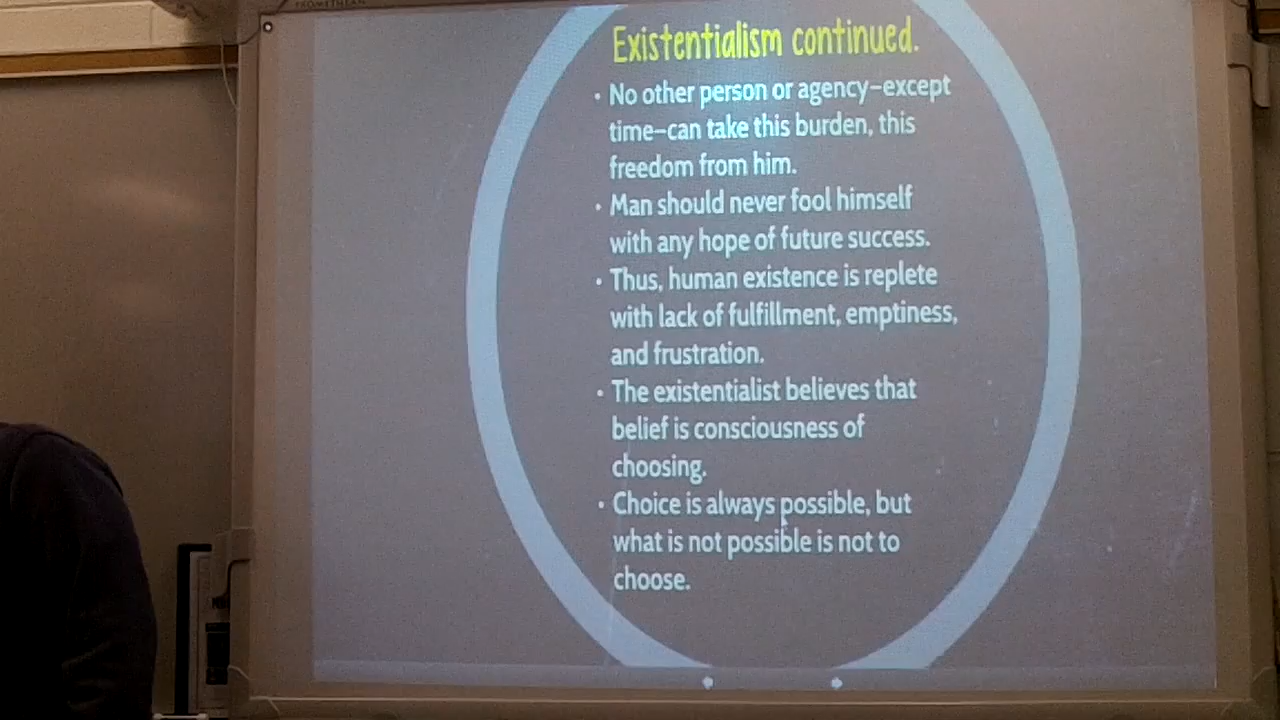 PROMETHEAN
Existentialism continued.
• No other person or agency–except
time–can take this burden, this
freedom from him.
• Man should never fool himself
with any hope of future success.
• Thus, human existence is replete
with lack of fulfillment, emptiness,
and frustration.
• The existentialist believes that
belief is consciousness of
choosing.
• Choice is always possible, but
what is not possible is not to
choose.